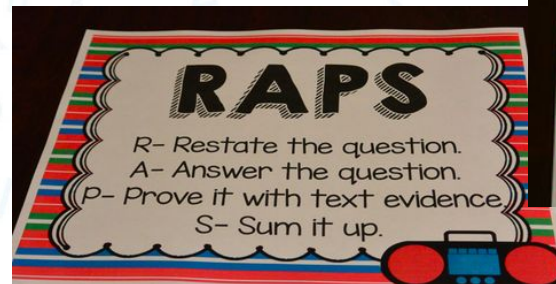 RAPS
R- Restate the question.
A- Answer the question.
P- Prove it with text evidence.
S- Sum it up.